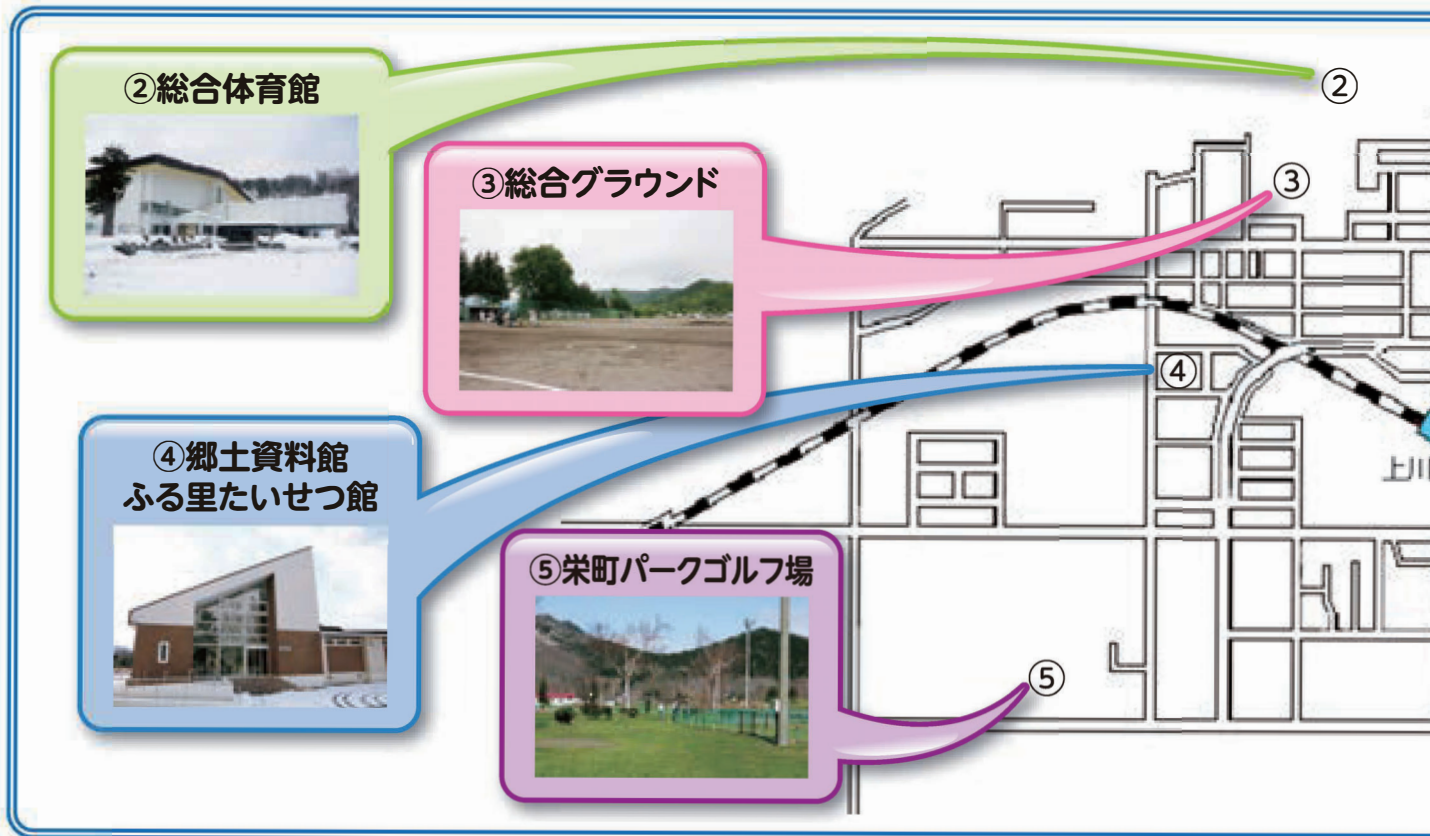 ②総合体育館
②
③総合グラウンド
③
④郷土資料館
ふる里たいせつ館
④
上川
⑤栄町パークゴルフ場
⑤